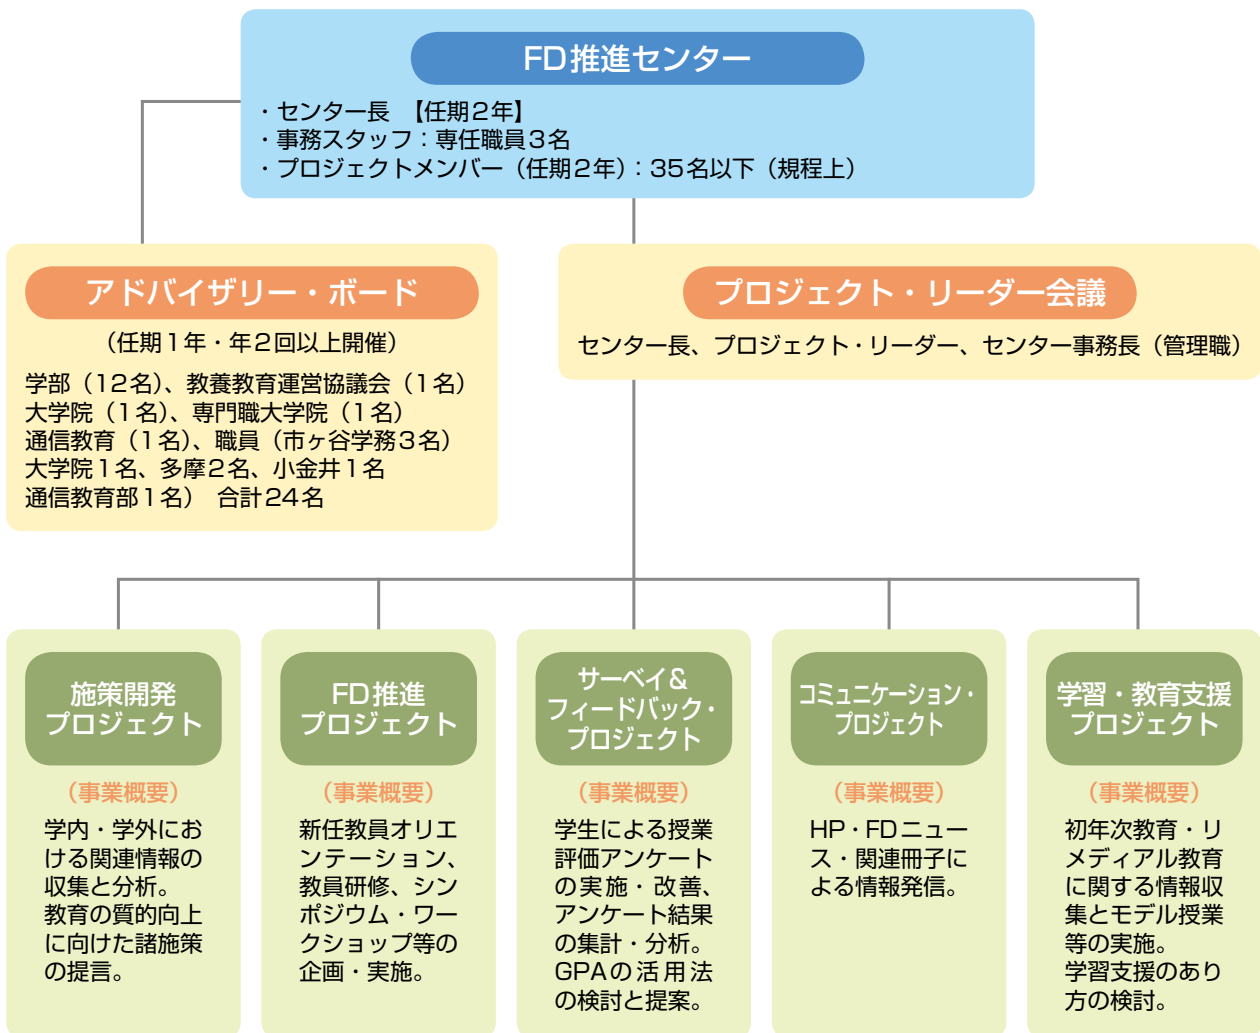 FD推進センター
・センター長 【任期2年】
・事務スタッフ：専任職員3名
・プロジェクトメンバー（任期2年）：35名以下（規程上）
アドバイザリー・ボード
（任期1年・年2回以上開催）
学部（12名）、教養教育運営協議会（1名）
大学院（1名）、専門職大学院（1名）
通信教育（1名）、職員（市ヶ谷学務3名）
大学院1名、多摩2名、小金井1名
通信教育部1名） 合計24名
プロジェクト・リーダー会議
センター長、プロジェクト・リーダー、センター事務長（管理職）
施策開発
プロジェクト
（事業概要）
学内・学外にお
ける関連情報の
収集と分析。
教育の質的向上
に向けた諸施策
の提言。
FD推進
プロジェクト
（事業概要）
新任教員オリエ
ンテーション、
教員研修、シン
ポジウム・ワー
クショップ等の
企画・実施。
サーベイ&
フィードバック・
プロジェクト
（事業概要）
学生による授業
評価アンケート
の実施・改善、
アンケート結果
の集計・分析。
GPAの活用法
の検討と提案。
コミュニケーション・
プロジェクト
（事業概要）
HP・FDニュー
ス・関連冊子に
よる情報発信。
学習・教育支援
プロジェクト
（事業概要）
初年次教育・リ
メディアル教育
に関する情報収
集とモデル授業
等の実施。
学習支援のあり
方の検討。